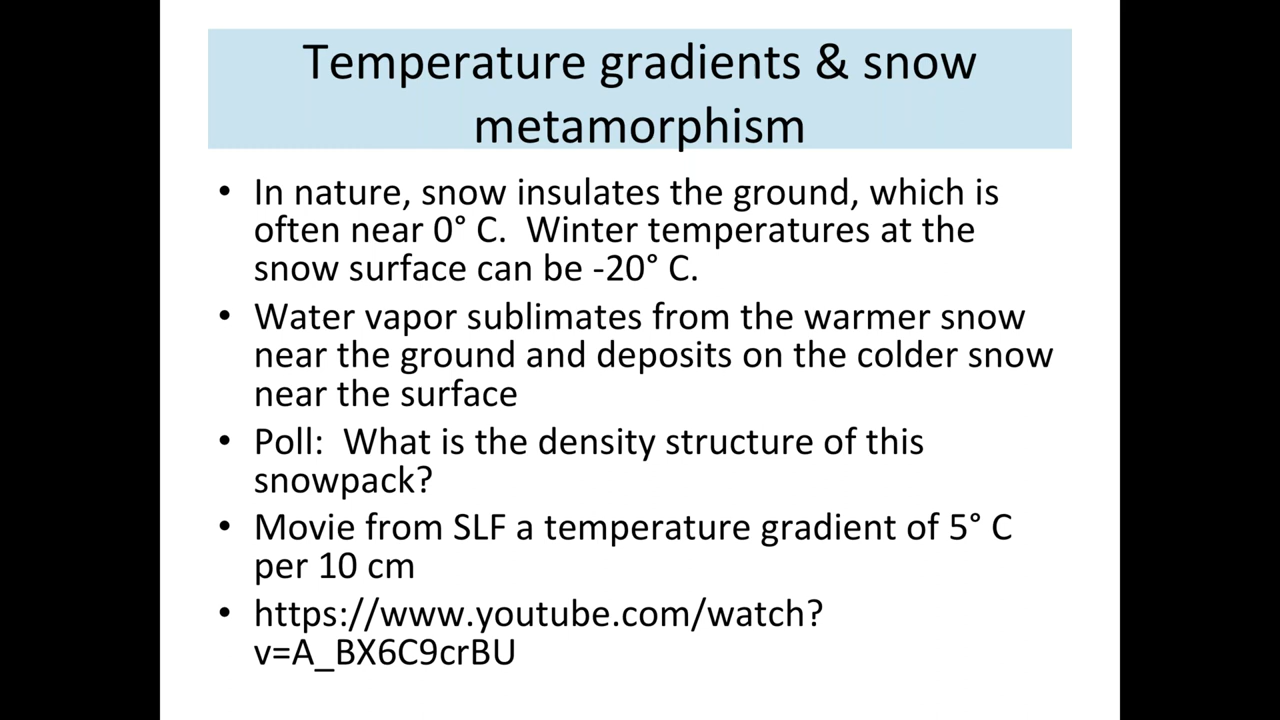 Temperature gradients & snow
metamorphism
• In nature, snow insulates the ground, which is
often near 0° C.  Winter temperatures at the
snow surface can be -20° C.
• Water vapor sublimates from the warmer snow
near the ground and deposits on the colder snow
near the surface
• Poll:  What is the density structure of this
snowpack?
• Movie from SLF a temperature gradient of 5° C
per 10 cm
• https://www.youtube.com/watch?
v=A_BX6C9crBU